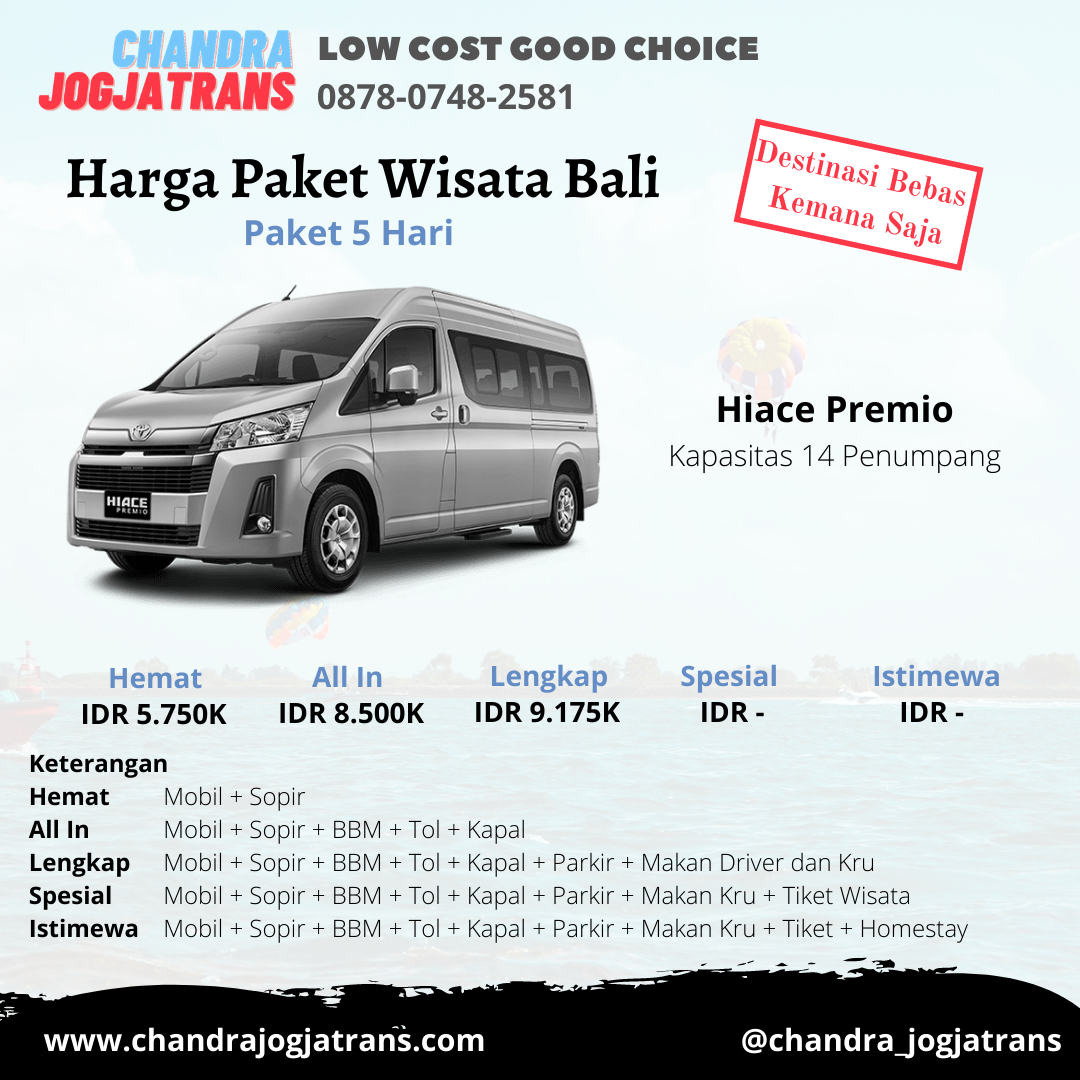 CHANDRA
JOGJATRANS
LOW COST GOOD CHOICE
0878-0748-2581
Harga Paket Wisata Bali
Paket 5 Hari
Destinasi Bebas
Kemana Saja
HIACE
PREMIO
Hiace Premio
Kapasitas 14 Penumpang
Hemat All In Lengkap Spesial Istimewa
IDR 5.750K IDR 8.500K IDR 9.175K IDR - IDR -
Keterangan
Hemat Mobil + Sopir
All In Mobil + Sopir + BBM + Tol + Kapal
Lengkap Mobil + Sopir + BBM + Tol + Kapal + Parkir + Makan Driver dan Kru
Spesial Mobil + Sopir + BBM + Tol + Kapal + Parkir + Makan Kru + Tiket Wisata
Istimewa Mobil + Sopir + BBM + Tol + Kapal + Parkir + Makan Kru + Tiket + Homestay
www.chandrajogjatrans.com
@chandra_jogjatrans